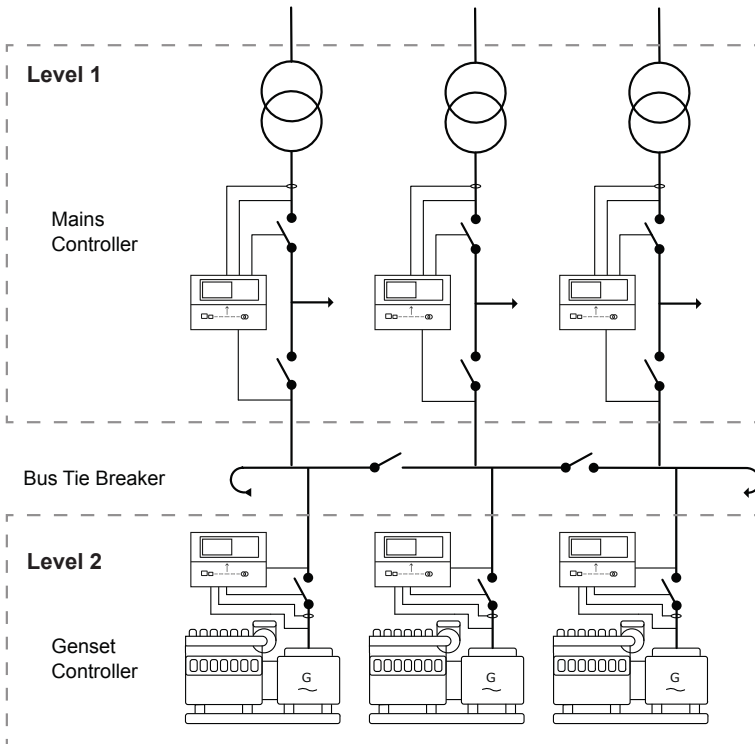 Level 1
Mains
Controller
Bus Tie Breaker
Level 2
Genset
Controller
G
G
G